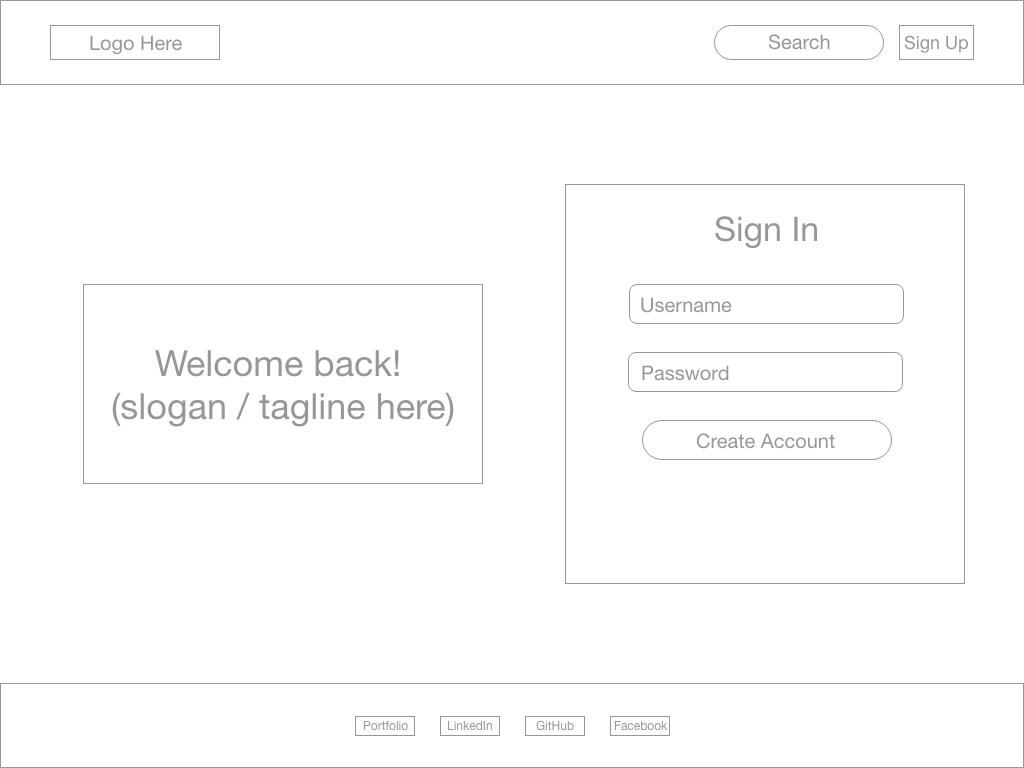 Logo Here
Search
Sign Up
Welcome back!
(slogan / tagline here)
Sign In
Username
Password
Create Account
Portfolio
LinkedIn
GitHub
Facebook